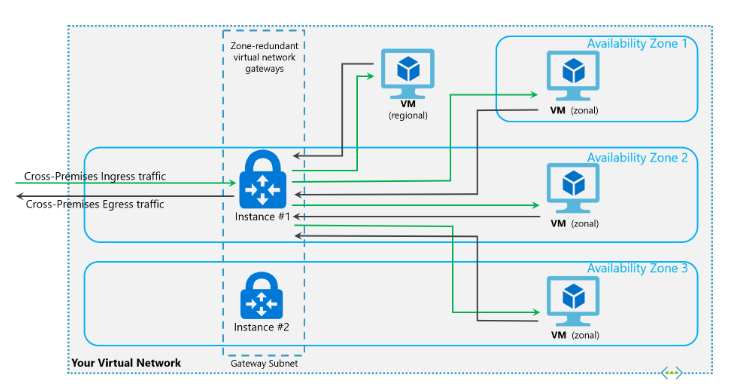 Zone-redundant
virtual network
gateways
Availability Zone 1
VM
(regional)
VM (zonal)
Availability Zone 2
Cross-Premises Ingress traffic
Cross-Premises Egress traffic
Instance #1
VM (zonal)
Availability Zone 3
Instance #2
VM (zonal)
Your Virtual Network
Gateway Subnet